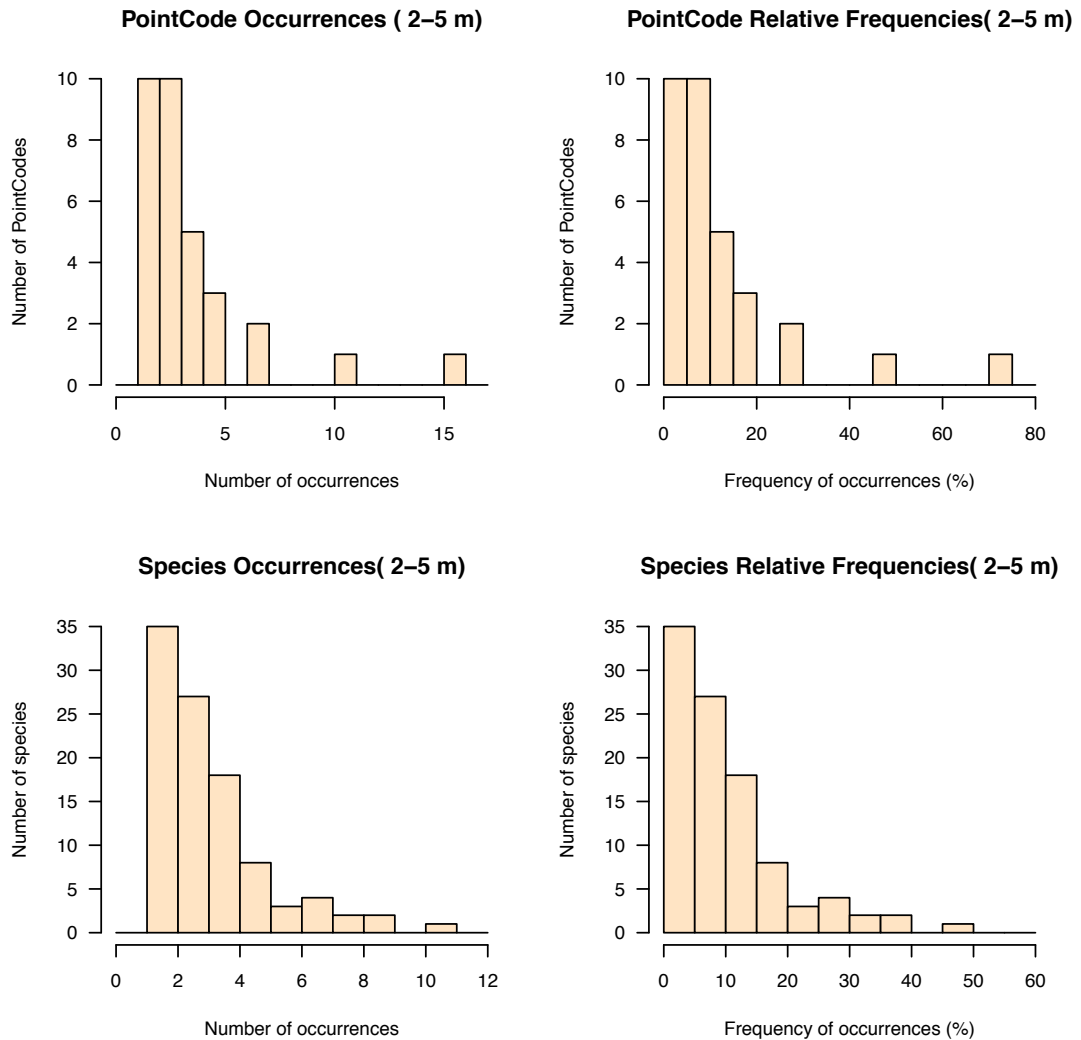 PointCode Occurrences ( 2–5 m)
10
8
6
4
2
0
Number of PointCodes
0 5 10 15
Number of occurrences
PointCode Relative Frequencies( 2–5 m)
10
8
6
4
2
0
Number of PointCodes
0 20 40 60 80
Frequency of occurrences (%)
Species Occurrences( 2–5 m)
35
30
25
20
15
10
5
0
Number of species
0 2 4 6 8 10 12
Number of occurrences
Species Relative Frequencies( 2–5 m)
35
30
25
20
15
10
5
0
Number of species
0 10 20 30 40 50 60
Frequency of occurrences (%)